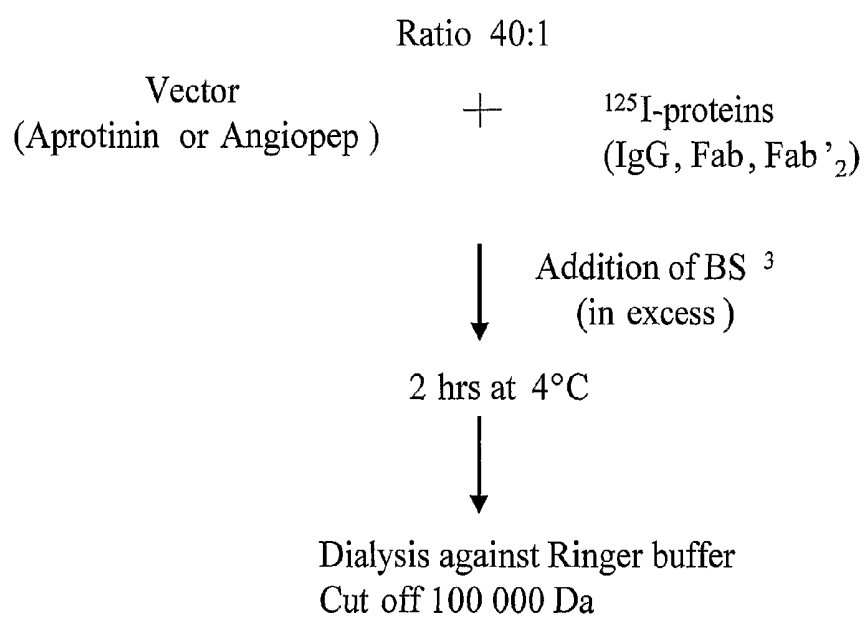 Ratio 40:1
Vector
(Aprotinin or Angiopep )
+
¹²⁵I-proteins
(IgG, Fab, Fab’₂)
Addition of BS ³
(in excess )
2 hrs at 4°C
Dialysis against Ringer buffer
Cut off 100 000 Da